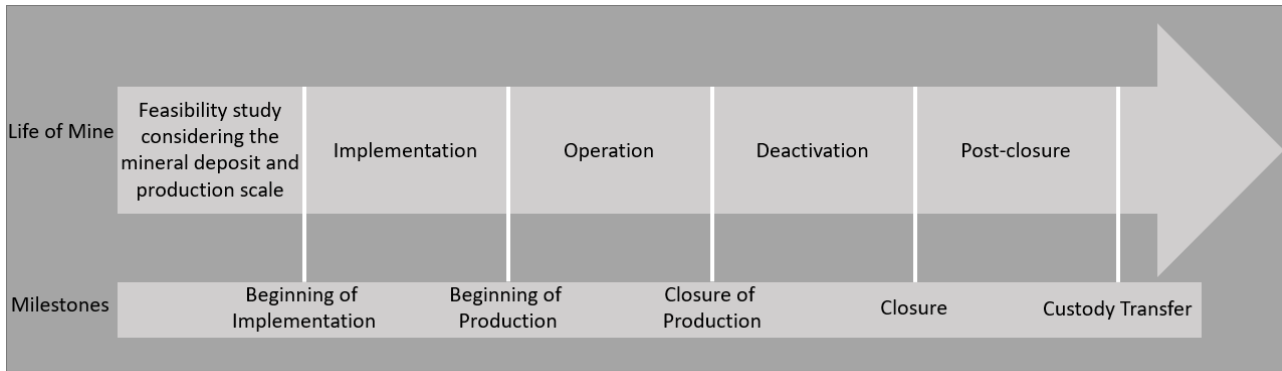 Life of Mine
Feasibility study
considering the
mineral deposit and
production scale
Implementation
Operation
Deactivation
Post-closure
Milestones
Beginning of
Implementation
Beginning of
Production
Closure of
Production
Closure
Custody Transfer